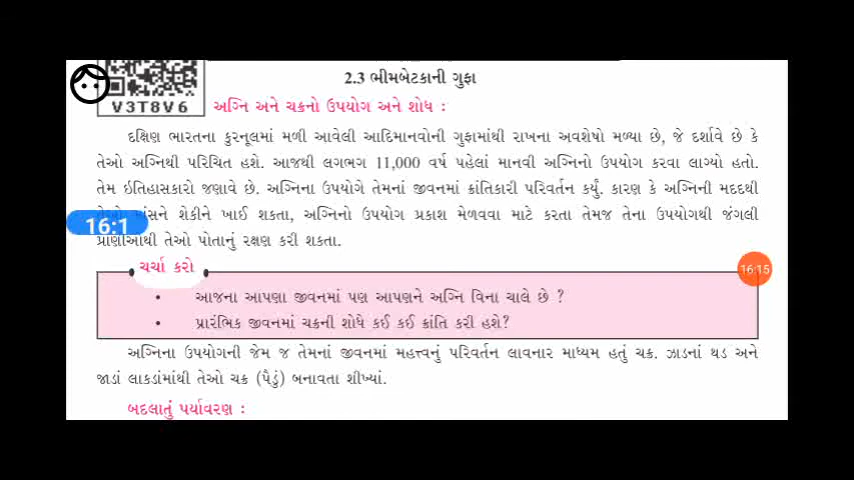 2.3 ભીમબેટકાની ગુફા
V3T8V6
અગ્નિ અને ચક્રનો ઉપયોગ અને શોધ :
દક્ષિણ ભારતના કુરનૂલમાં મળી આવેલી આદિમાનવોની ગુફામાંથી રાખના અવશેષો મળ્યા છે, જે દર્શાવે છે કે
તેઓ અગ્નિથી પરિચિત હશે. આજથી લગભગ 11,000 વર્ષ પહેલાં માનવી અગ્નિનો ઉપયોગ કરવા લાગ્યો હતો.
તેમ ઇતિહાસકારો જણાવે છે. અગ્નિના ઉપયોગે તેમનાં જીવનમાં ક્રાંતિકારી પરિવર્તન કર્યું. કારણ કે અગ્નિની મદદથી
શેકીને ખાઈ શકતા, અગ્નિનો ઉપયોગ પ્રકાશ મેળવવા માટે કરતા તેમજ તેના ઉપયોગથી જંગલી
16:1
પ્રાણીઓથી તેઓ પોતાનું રક્ષણ કરી શકતા.
ચર્ચા કરો
16:15
• આજના આપણા જીવનમાં પણ આપણને અગ્નિ વિના ચાલે છે ?
• પ્રારંભિક જીવનમાં ચક્રની શોધે કઈ કઈ ક્રાંતિ કરી હશે?
અગ્નિના ઉપયોગની જેમ જ તેમનાં જીવનમાં મહત્ત્વનું પરિવર્તન લાવનાર માધ્યમ હતું ચક્ર. ઝાડનાં થડ અને
જાડાં લાકડાંમાંથી તેઓ ચક્ર (પૈડું) બનાવતા શીખ્યાં.
બદલાતું પર્યાવરણ :